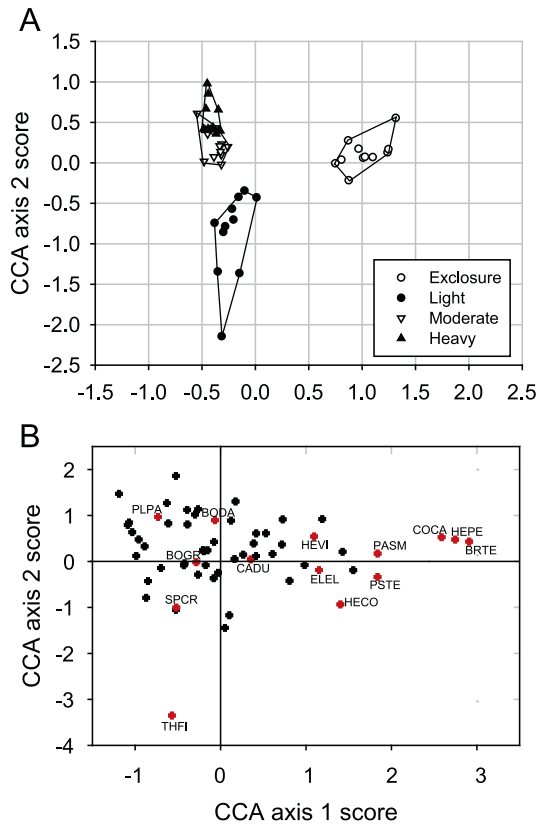 A
CCA axis 2 score
1.5
1.0
0.5
0.0
-0.5
-1.0
-1.5
-2.0
-2.5
Exclosure
Light
Moderate
Heavy
-1.5 -1.0 -0.5 0.0 0.5 1.0 1.5 2.0 2.5
B
CCA axis 2 score
2
1
0
-1
-2
-3
-4
PLPA
BODA
BOGR
CADU
HEVI
PASM
COCA
HEPE
BRTE
ELEL
PSTE
SPCR
HECO
THFI
-1 0 1 2 3
CCA axis 1 score